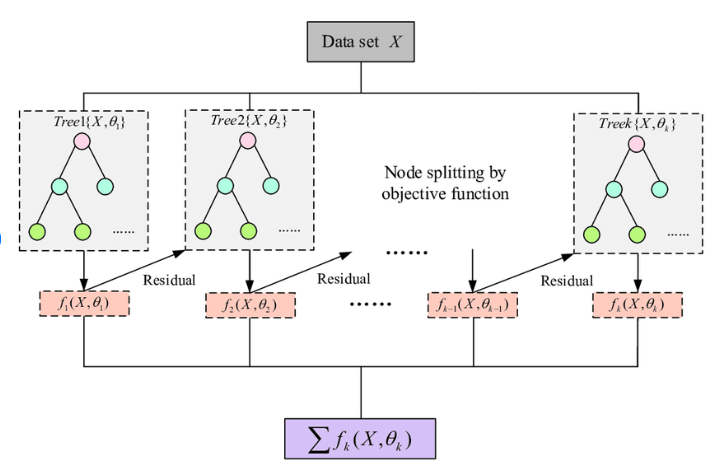 Data set X
Tree1{X,θ₁}
Tree2{X,θ₂}
Treek{X,θₖ}
Node splitting by
objective function
......
......
......
......
Residual
Residual
Residual
f₁(X,θ₁)
f₂(X,θ₂)
......
fₖ₋₁(X,θₖ₋₁)
fₖ(X,θₖ)
∑fₖ(X,θₖ)